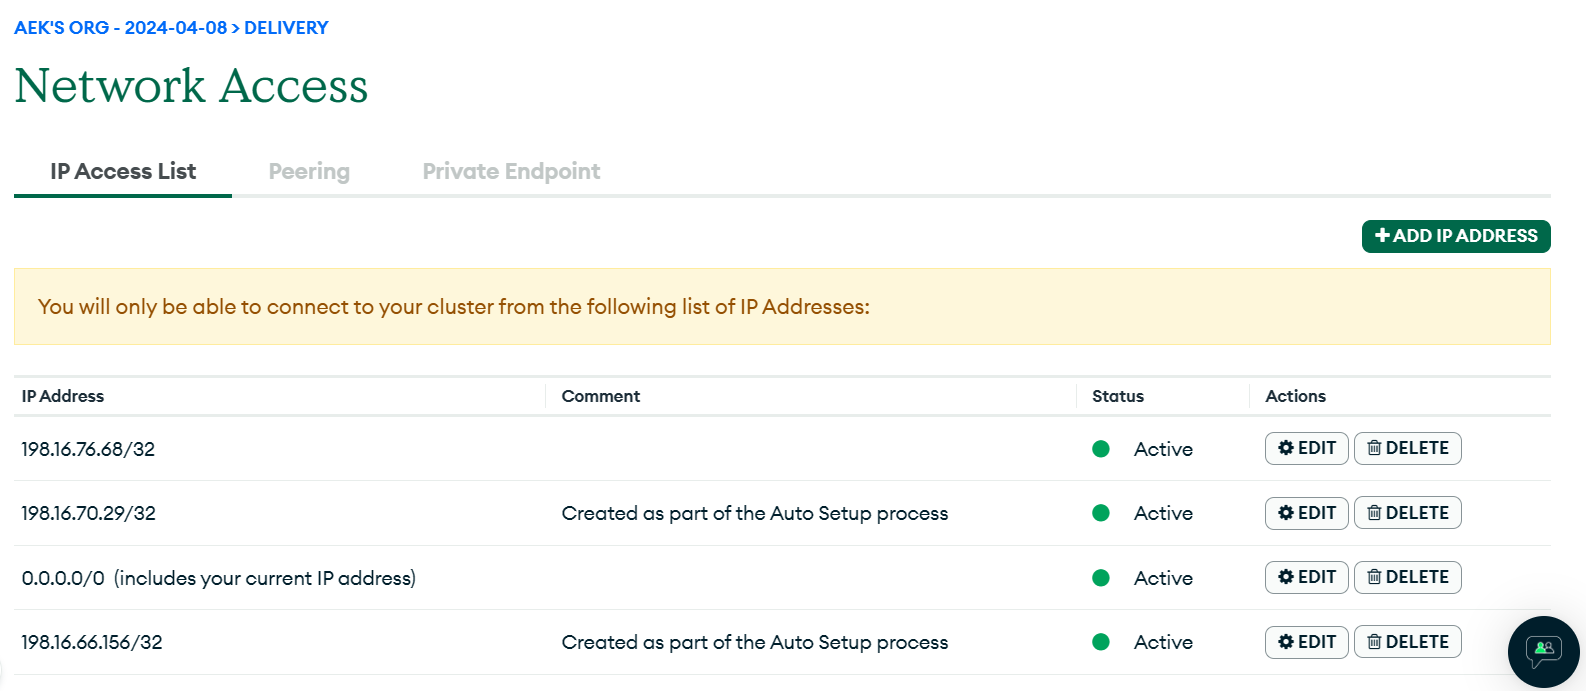 AEK'S ORG - 2024-04-08 > DELIVERY
Network Access
IP Access List Peering Private Endpoint
+ ADD IP ADDRESS
You will only be able to connect to your cluster from the following list of IP Addresses:
IP Address Comment Status Actions
198.16.76.68/32 Active EDIT DELETE
198.16.70.29/32 Created as part of the Auto Setup process Active EDIT DELETE
0.0.0.0/0 (includes your current IP address) Active EDIT DELETE
198.16.66.156/32 Created as part of the Auto Setup process Active EDIT DELETE